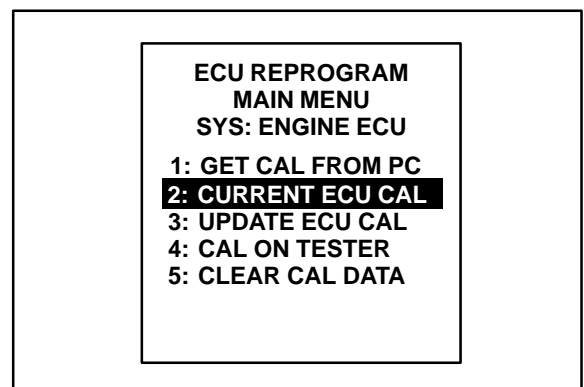 ECU REPROGRAM
MAIN MENU
SYS: ENGINE ECU
1: GET CAL FROM PC
2: CURRENT ECU CAL
3: UPDATE ECU CAL
4: CAL ON TESTER
5: CLEAR CAL DATA